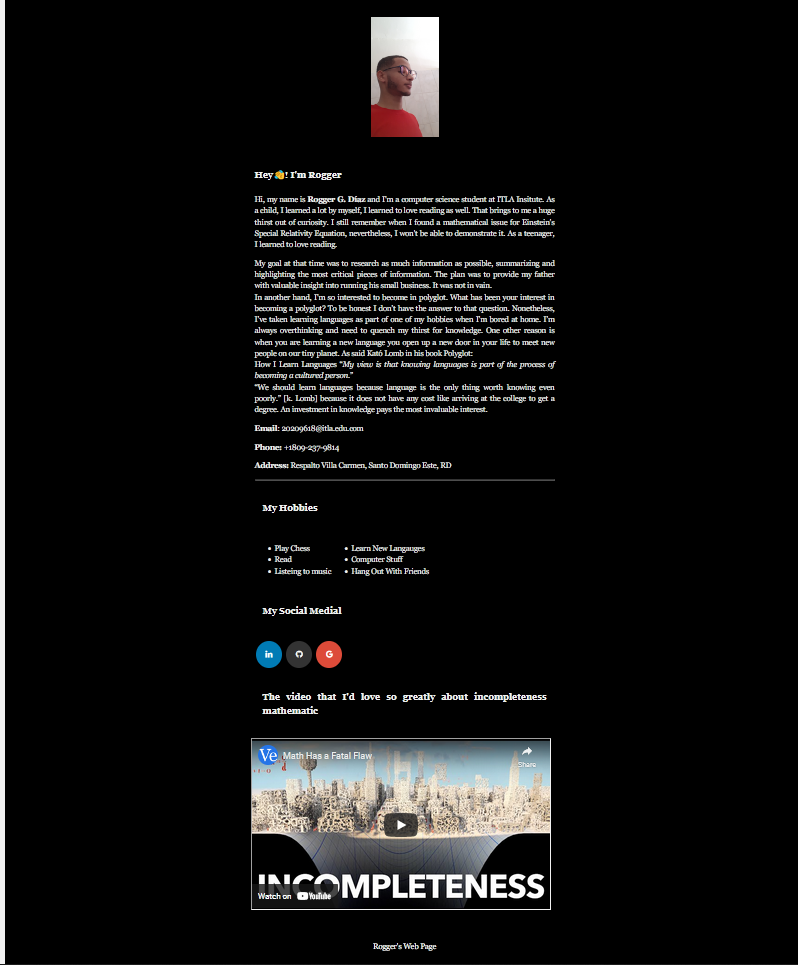 Hey🤗! I'm Rogger
Hi, my name is Rogger G. Díaz and I'm a computer science student at ITLA Insitute. As
a child, I learned a lot by myself, I learned to love reading as well. That brings to me a huge
thirst out of curiosity. I still remember when I found a mathematical issue for Einstein's
Special Relativity Equation, nevertheless, I won't be able to demonstrate it. As a teenager,
I learned to love reading.
My goal at that time was to research as much information as possible, summarizing and
highlighting the most critical pieces of information. The plan was to provide my father
with valuable insight into running his small business. It was not in vain.
In another hand, I'm so interested to become in polyglot. What has been your interest in
becoming a polyglot? To be honest I don't have the answer to that question. Nonetheless,
I've taken learning languages as part of one of my hobbies when I'm bored at home. I'm
always overthinking and need to quench my thirst for knowledge. One other reason is
when you are learning a new language you open up a new door in your life to meet new
people on our tiny planet. As said Kató Lomb in his book Polyglot:
How I Learn Languages "My view is that knowing languages is part of the process of
becoming a cultured person."
"We should learn languages because language is the only thing worth knowing even
poorly." [k. Lomb] because it does not have any cost like arriving at the college to get a
degree. An investment in knowledge pays the most invaluable interest.
Email: 20209618@itla.edu.com
Phone: +1809-237-9814
Address: Respalto Villa Carmen, Santo Domingo Este, RD
My Hobbies
• Play Chess
• Read
• Listeing to music
• Learn New Langauges
• Computer Stuff
• Hang Out With Friends
My Social Medial
in
G
The video that I'd love so greatly about incompleteness
mathematic
Ve Math Has a Fatal Flaw
Share
INCOMPLETENESS
Watch on YouTube
Rogger's Web Page